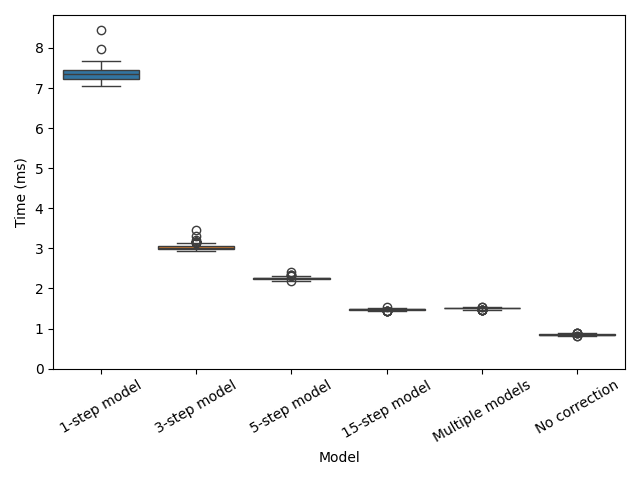 8
7
6
5
4
3
2
1
0
Time (ms)
1-step model
3-step model
5-step model
15-step model
Multiple models
No correction
Model